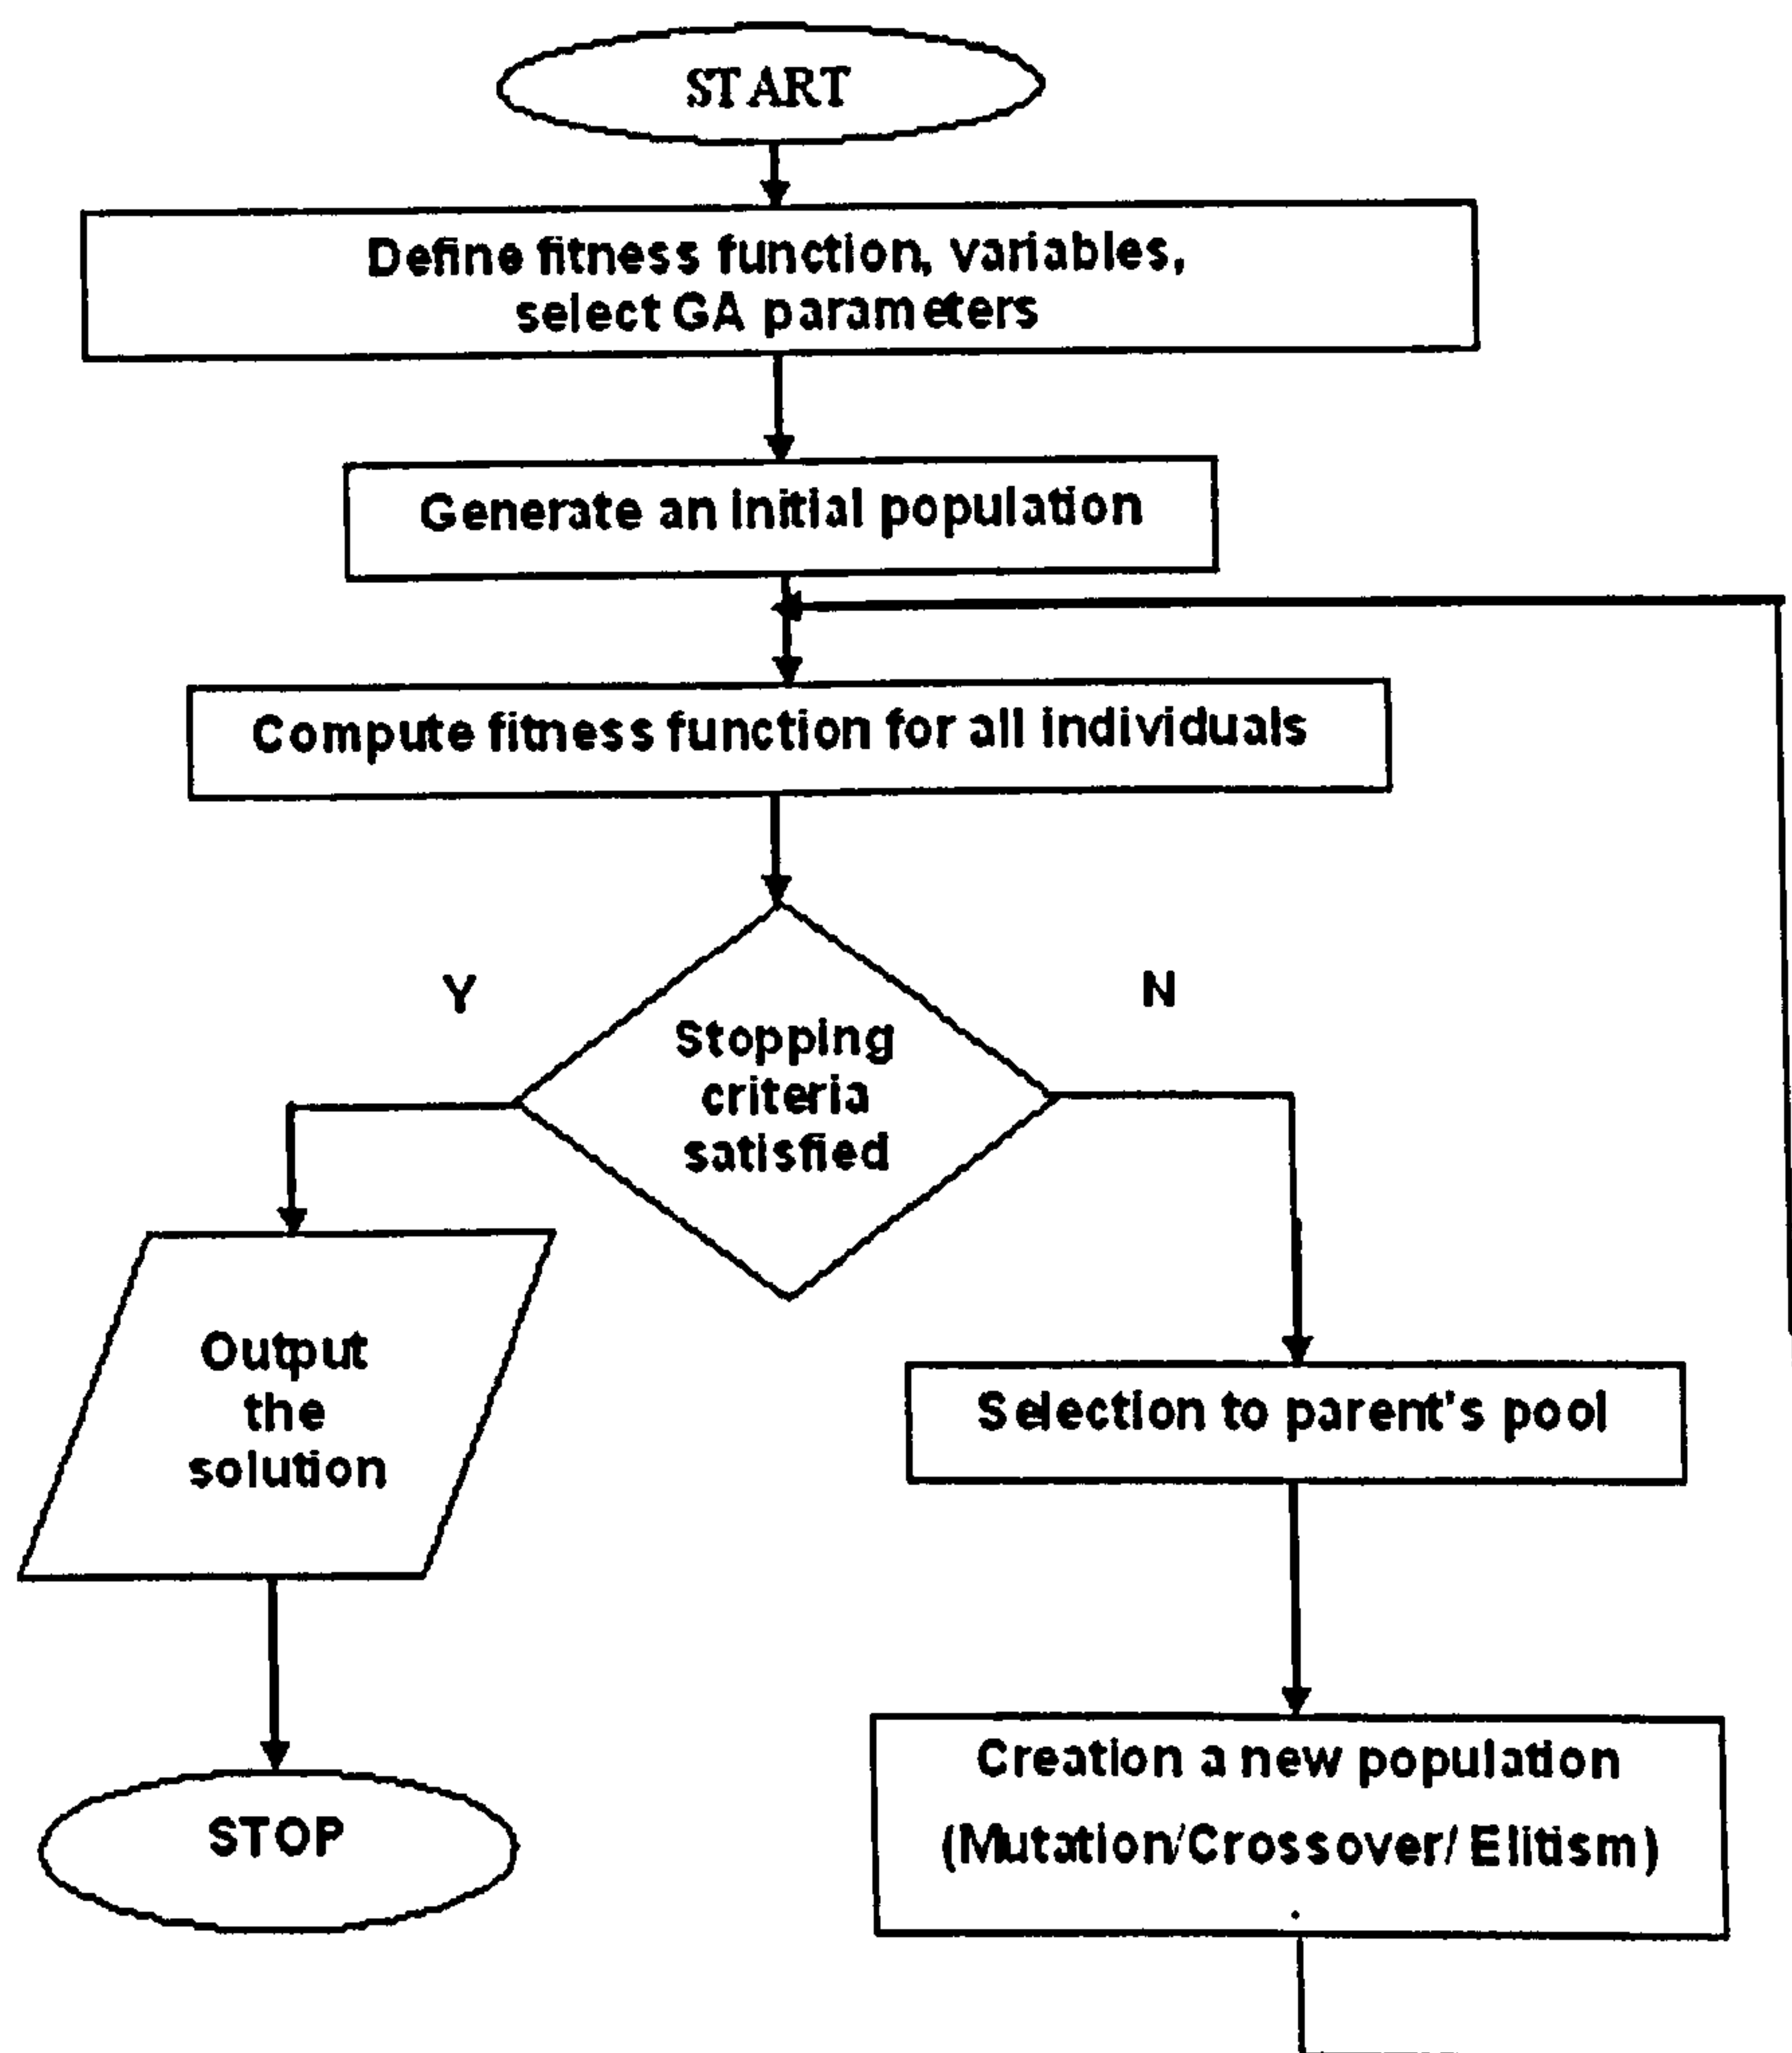 START
Define fitness function, variables,
select GA parameters
Generate an initial population
Compute fitness function for all individuals
Y
N
Stopping
criteria
satisfied
Output
the
solution
Selection to parent's pool
Creation a new population
(Mutation/Crossover/ Elitism)
STOP